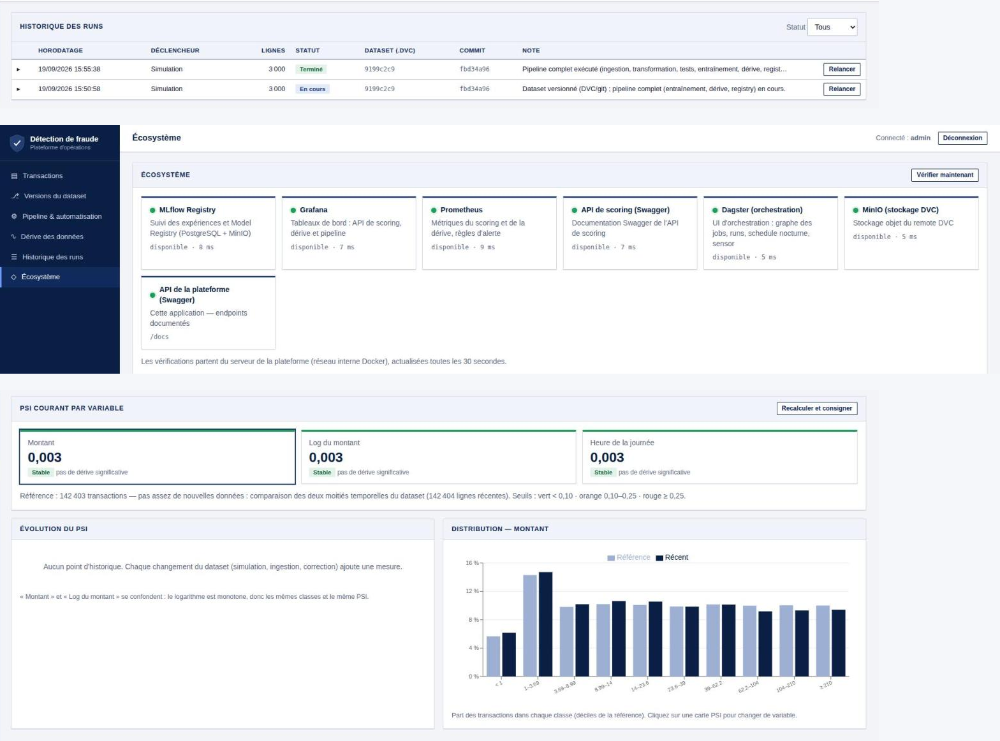 HISTORIQUE DES RUNS
Statut Tous
HORODATAGE DÉCLENCHEUR LIGNES STATUT DATASET (.DVC) COMMIT NOTE
19/09/2026 15:55:38 Simulation 3 000 Terminé 9199c2c9 fbd34a96 Pipeline complet exécuté (ingestion, transformation, tests, entraînement, dérive, regist… Relancer
19/09/2026 15:50:58 Simulation 3 000 En cours 9199c2c9 fbd34a96 Dataset versionné (DVC/git) ; pipeline complet (entraînement, dérive, registry) en cours. Relancer
Détection de fraude
Plateforme d'opérations
Transactions
Versions du dataset
Pipeline & automatisation
Dérive des données
Historique des runs
Écosystème
Écosystème
Connecté : admin Déconnexion
ÉCOSYSTÈME
Vérifier maintenant
MLflow Registry
Suivi des expériences et Model
Registry (PostgreSQL + MinIO)
disponible · 8 ms
Grafana
Tableaux de bord : API de scoring,
dérive et pipeline
disponible · 7 ms
Prometheus
Métriques du scoring et de la
dérive, règles d'alerte
disponible · 9 ms
API de scoring (Swagger)
Documentation Swagger de l'API
de scoring
disponible · 7 ms
Dagster (orchestration)
UI d'orchestration : graphe des
jobs, runs, schedule nocturne,
sensor
disponible · 5 ms
MinIO (stockage DVC)
Stockage objet du remote DVC
disponible · 5 ms
API de la plateforme
(Swagger)
Cette application — endpoints
documentés
/docs
Les vérifications partent du serveur de la plateforme (réseau interne Docker), actualisées toutes les 30 secondes.
PSI COURANT PAR VARIABLE
Recalculer et consigner
Montant
0,003
Stable pas de dérive significative
Log du montant
0,003
Stable pas de dérive significative
Heure de la journée
0,003
Stable pas de dérive significative
Référence : 142 403 transactions — pas assez de nouvelles données : comparaison des deux moitiés temporelles du dataset (142 404 lignes récentes). Seuils : vert < 0,10 · orange 0,10–0,25 · rouge ≥ 0,25.
ÉVOLUTION DU PSI
Aucun point d'historique. Chaque changement du dataset (simulation, ingestion, correction) ajoute une mesure.
« Montant » et « Log du montant » se confondent : le logarithme est monotone, donc les mêmes classes et le même PSI.
DISTRIBUTION — MONTANT
Référence Récent
16 %
12 %
8 %
4 %
0 %
< 1 1–3.69 3.69–8.99 8.99–14 14–23.6 23.6–39 39–62.2 62.2–104 104–210 ≥ 210
Part des transactions dans chaque classe (déciles de la référence). Cliquez sur une carte PSI pour changer de variable.